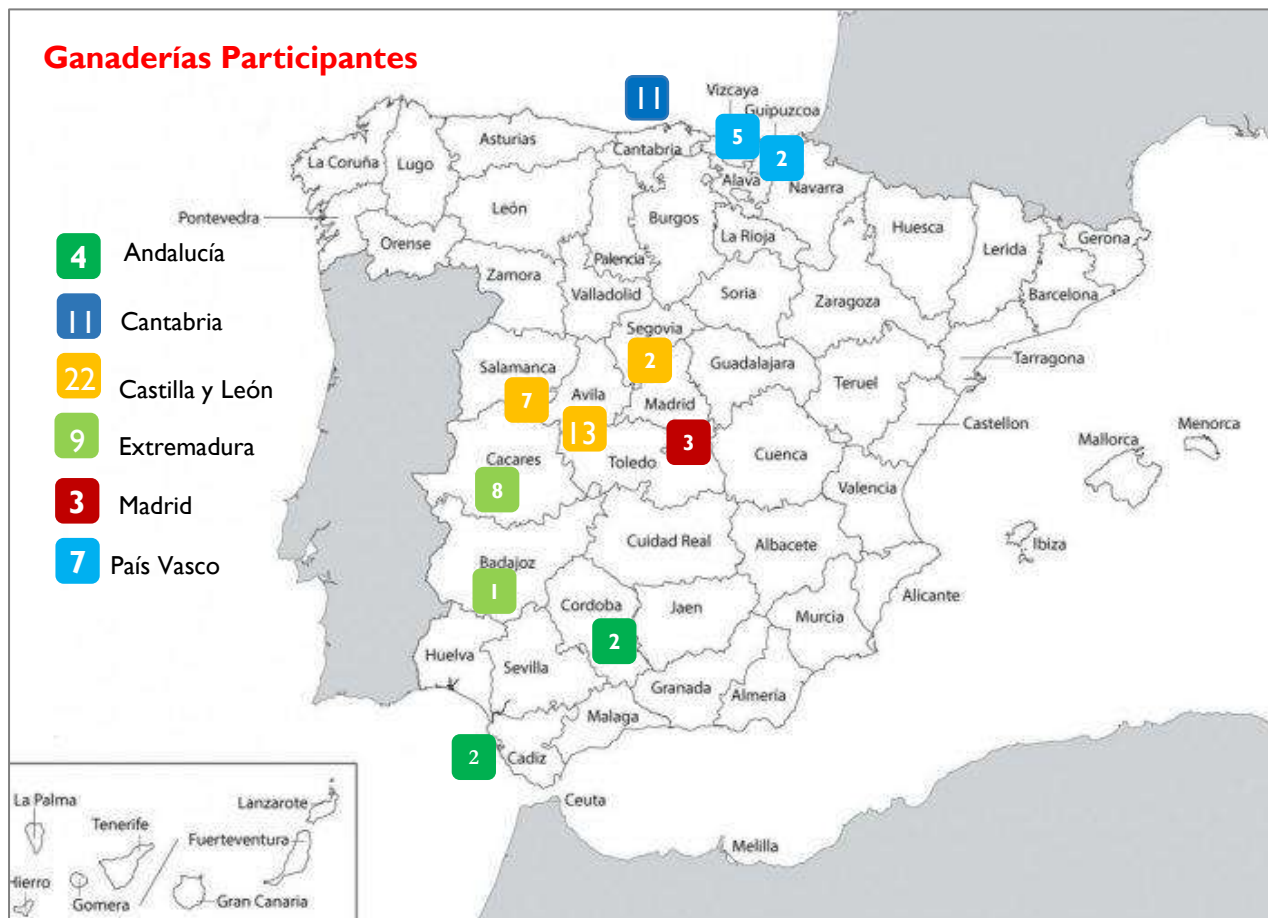 Ganaderías Participantes
11
Vizcaya
Guipuzcoa
5
2
Asturias
Cantabria
La Coruña
Lugo
Alava
Navarra
León
Burgos
Pontevedra
Orense
La Rioja
Huesca
Lerida
Gerona
Palencia
Zamora
Valladolid
Soria
Zaragoza
Barcelona
4 Andalucía
11 Cantabria
22 Castilla y León
9 Extremadura
3 Madrid
7 País Vasco
Segovia
2
Salamanca
7
Avila
13
Madrid
3
Guadalajara
Teruel
Tarragona
Castellon
Menorca
Mallorca
Cacares
8
Toledo
Cuenca
Valencia
Ibiza
Cuidad Real
Albacete
Badajoz
1
Cordoba
2
Jaen
Murcia
Alicante
Huelva
Sevilla
Granada
Almeria
Malaga
2
Cadiz
Ceuta
Melilla
La Palma
Lanzarote
Tenerife
Fuerteventura
Hierro
Gomera
Gran Canaria